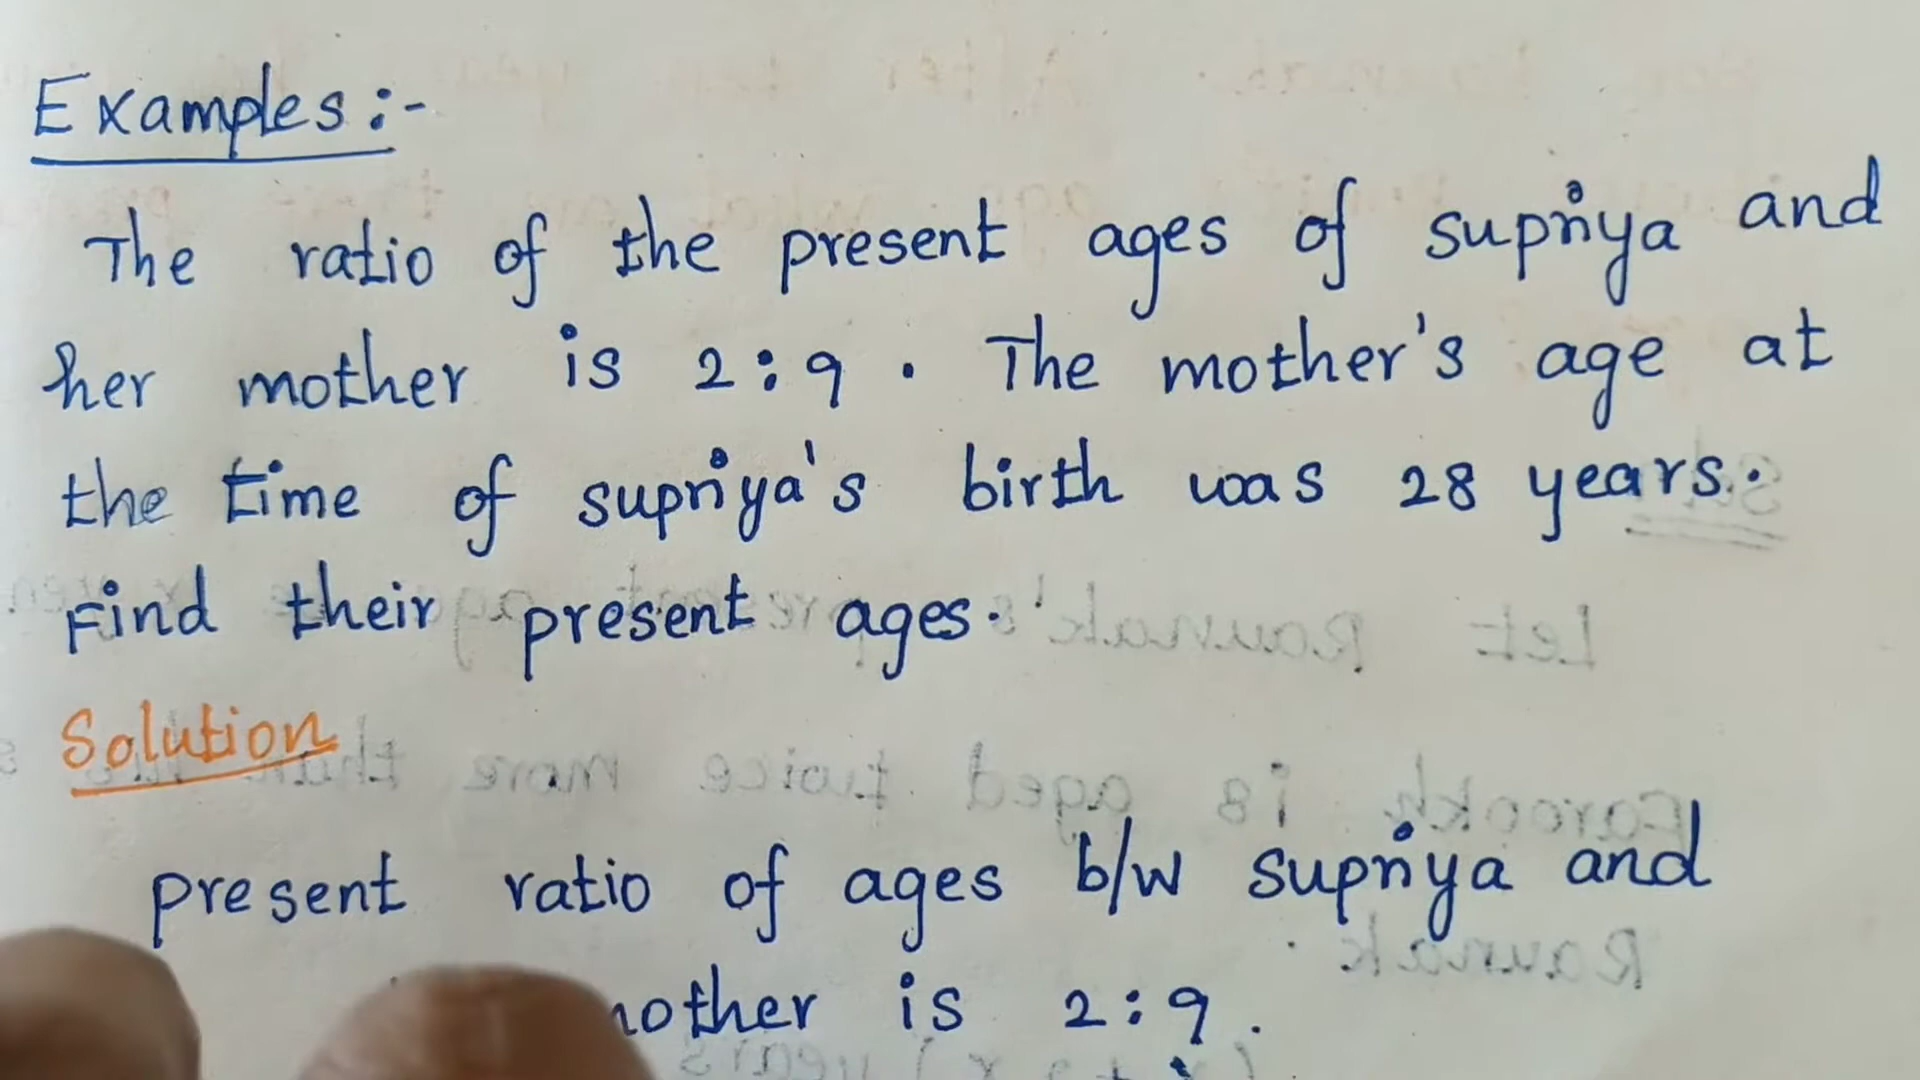 Examples:-
The ratio of the present ages of supriya and
her mother is 2:9. The mother's age at
the time of supriya's birth was 28 years.
Find their present ages.
Solution
present ratio of ages b/w supriya and
mother is 2:9.